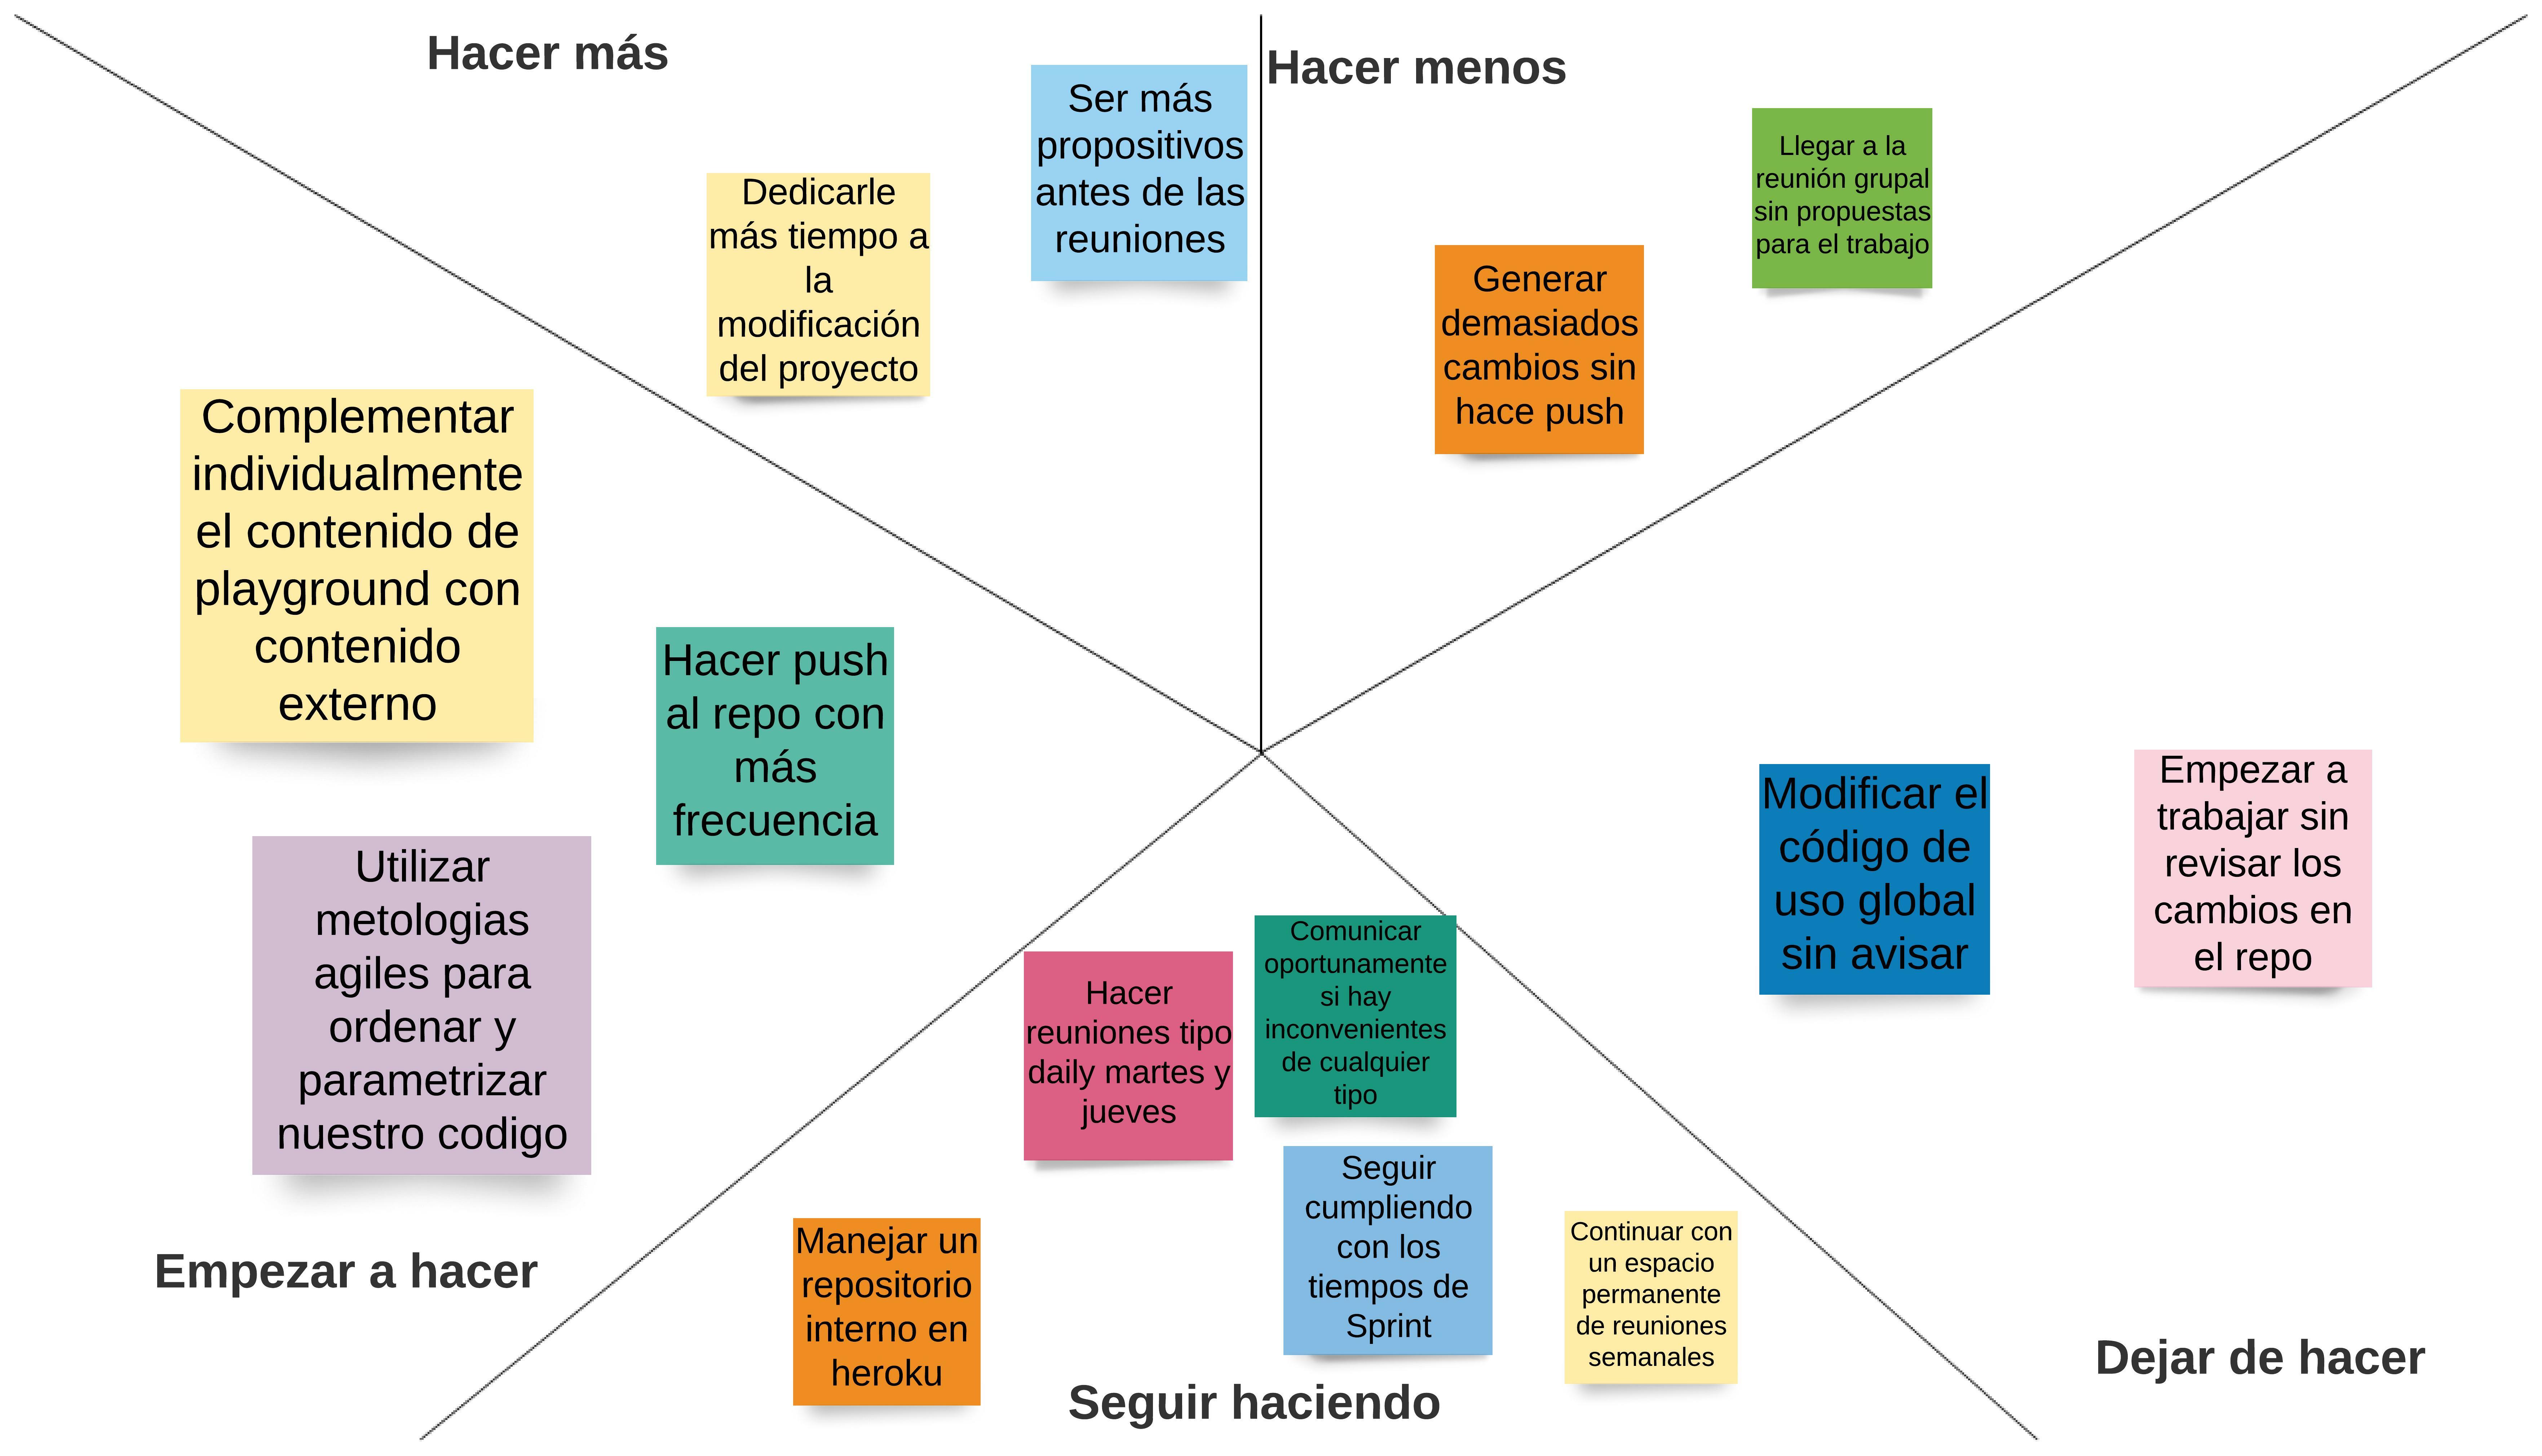 Hacer más
Dedicarle
más tiempo a
la
modificación
del proyecto
Ser más
propositivos
antes de las
reuniones
Hacer menos
Generar
demasiados
cambios sin
hace push
Llegar a la
reunión grupal
sin propuestas
para el trabajo
Complementar
individualmente
el contenido de
playground con
contenido
externo
Hacer push
al repo con
más
frecuencia
Utilizar
metologias
agiles para
ordenar y
parametrizar
nuestro codigo
Empezar a hacer
Hacer
reuniones tipo
daily martes y
jueves
Comunicar
oportunamente
si hay
inconvenientes
de cualquier
tipo
Manejar un
repositorio
interno en
heroku
Seguir
cumpliendo
con los
tiempos de
Sprint
Continuar con
un espacio
permanente
de reuniones
semanales
Seguir haciendo
Modificar el
código de
uso global
sin avisar
Empezar a
trabajar sin
revisar los
cambios en
el repo
Dejar de hacer